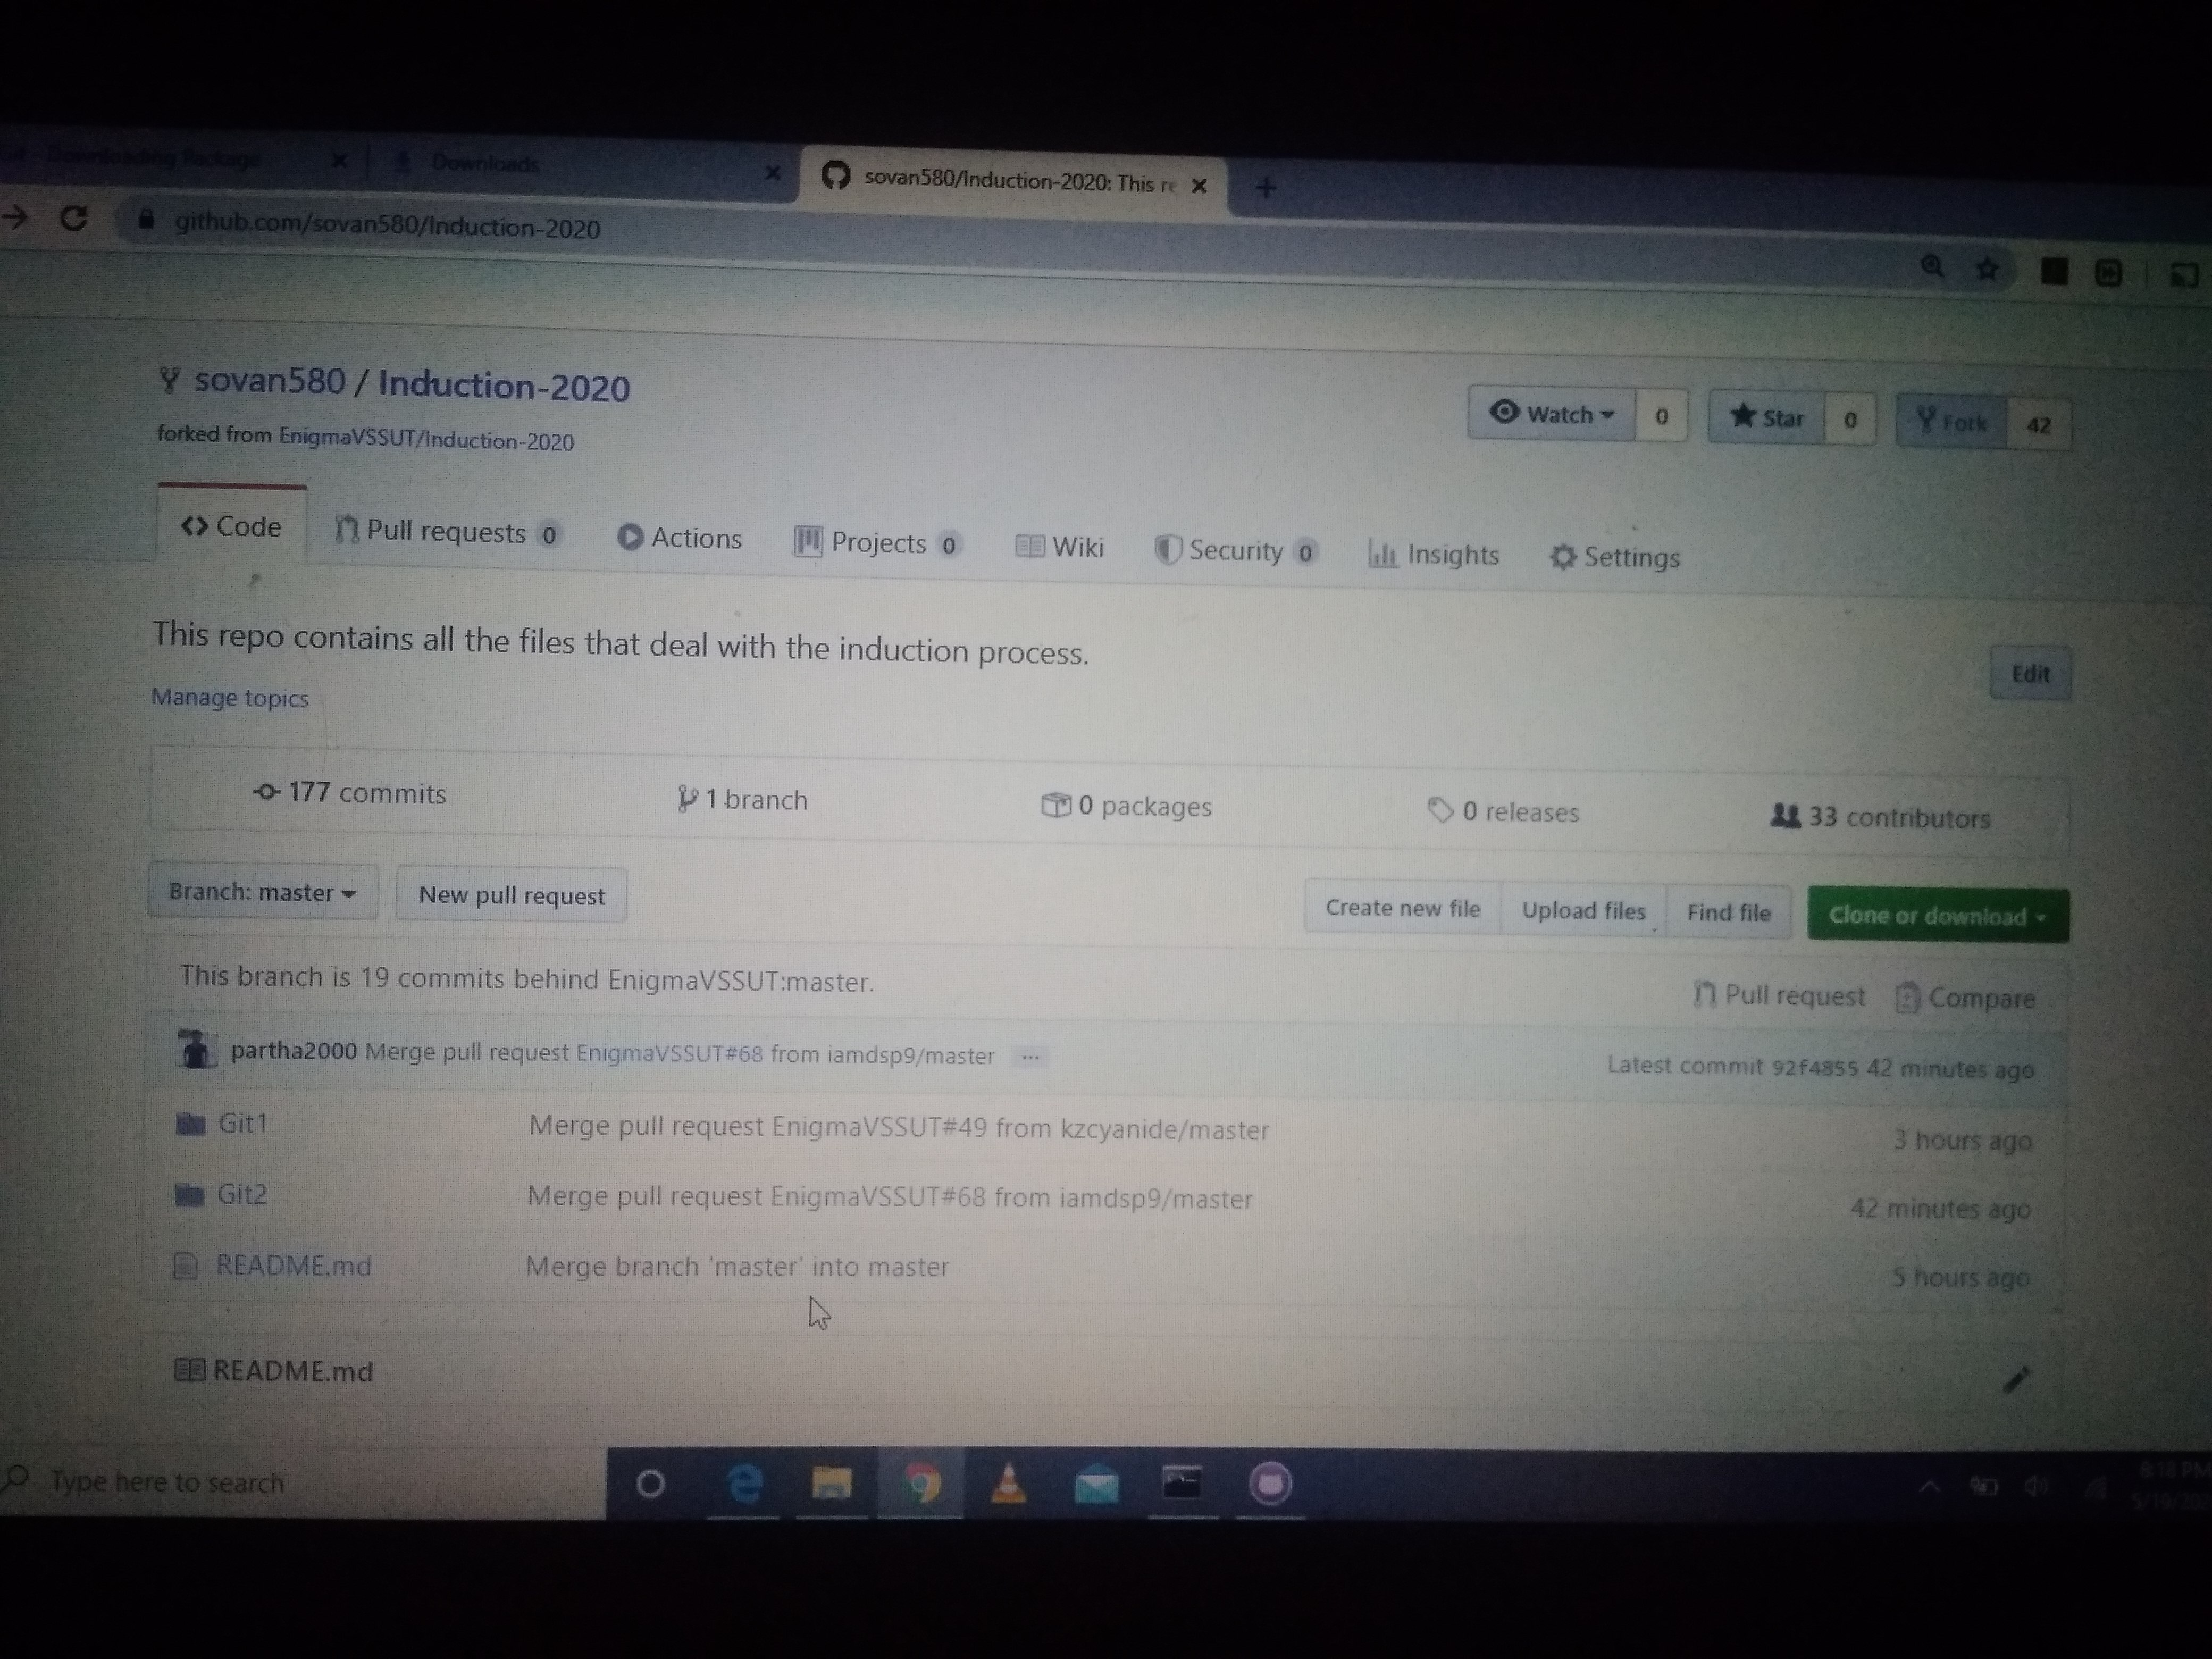 Downloading Package
Downloads
sovan580/Induction-2020: This re
github.com/sovan580/Induction-2020
sovan580 / Induction-2020
forked from EnigmaVSSUT/Induction-2020
Watch 0
Star 0
Fork 42
Code
Pull requests 0
Actions
Projects 0
Wiki
Security 0
Insights
Settings
This repo contains all the files that deal with the induction process.
Edit
Manage topics
177 commits
1 branch
0 packages
0 releases
33 contributors
Branch: master
New pull request
Create new file
Upload files
Find file
Clone or download
This branch is 19 commits behind EnigmaVSSUT:master.
Pull request
Compare
partha2000 Merge pull request EnigmaVSSUT#68 from iamdsp9/master ...
Latest commit 92f4855 42 minutes ago
Git1
Merge pull request EnigmaVSSUT#49 from kzcyanide/master
3 hours ago
Git2
Merge pull request EnigmaVSSUT#68 from iamdsp9/master
42 minutes ago
README.md
Merge branch 'master' into master
5 hours ago
README.md
Type here to search
PM